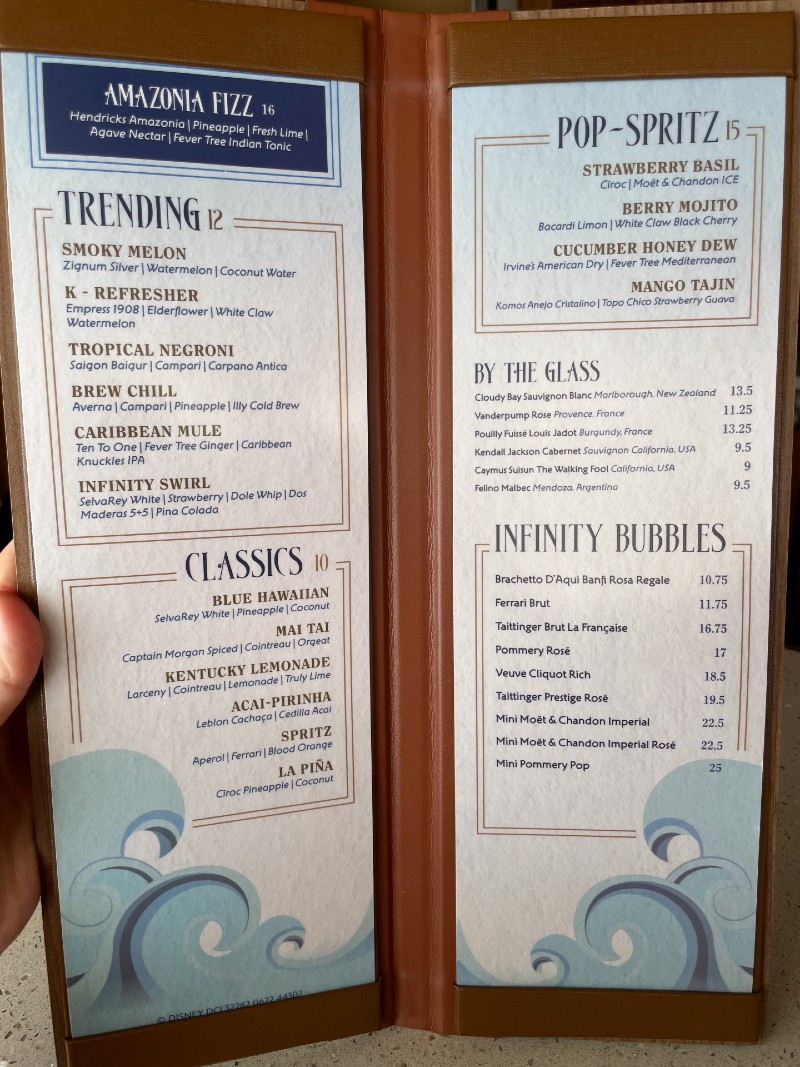 AMAZONIA FIZZ 16
Hendricks Amazonia | Pineapple | Fresh Lime |
Agave Nectar | Fever Tree Indian Tonic
TRENDING 12
SMOKY MELON
Zignum Silver | Watermelon | Coconut Water
K - REFRESHER
Empress 1908 | Elderflower | White Claw
Watermelon
TROPICAL NEGRONI
Saigon Baigur | Campari | Carpano Antica
BREW CHILL
Averna | Campari | Pineapple | Illy Cold Brew
CARIBBEAN MULE
Ten To One | Fever Tree Ginger | Caribbean
Knuckles IPA
INFINITY SWIRL
SelvaRey White | Strawberry | Dole Whip | Dos
Maderas 5+5 | Pina Colada
CLASSICS 10
BLUE HAWAIIAN
SelvaRey White | Pineapple | Coconut
MAI TAI
Captain Morgan Spiced | Cointreau | Orgeat
KENTUCKY LEMONADE
Larceny | Cointreau | Lemonade | Truly Lime
ACAI-PIRINHA
Leblon Cachaça | Cedilla Acai
SPRITZ
Aperol | Ferrari | Blood Orange
LA PIÑA
Cîroc Pineapple | Coconut
© DISNEY DCL32282 0622 44307
POP-SPRITZ 15
STRAWBERRY BASIL
Ciroc | Moët & Chandon ICE
BERRY MOJITO
Bacardi Limon | White Claw Black Cherry
CUCUMBER HONEY DEW
Irvine's American Dry | Fever Tree Mediterranean
MANGO TAJIN
Komos Anejo Cristalino | Topo Chico Strawberry Guava
BY THE GLASS
Cloudy Bay Sauvignon Blanc Marlborough, New Zealand 13.5
Vanderpump Rose Provence, France 11.25
Pouilly Fuissé Louis Jadot Burgundy, France 13.25
Kendall Jackson Cabernet Sauvignon California, USA 9.5
Caymus Suisun The Walking Fool California, USA 9
Felino Malbec Mendoza, Argentina 9.5
INFINITY BUBBLES
Brachetto D'Aqui Banfi Rosa Regale 10.75
Ferrari Brut 11.75
Taittinger Brut La Française 16.75
Pommery Rosé 17
Veuve Cliquot Rich 18.5
Taittinger Prestige Rosé 19.5
Mini Moët & Chandon Imperial 22.5
Mini Moët & Chandon Imperial Rosé 22.5
Mini Pommery Pop 25